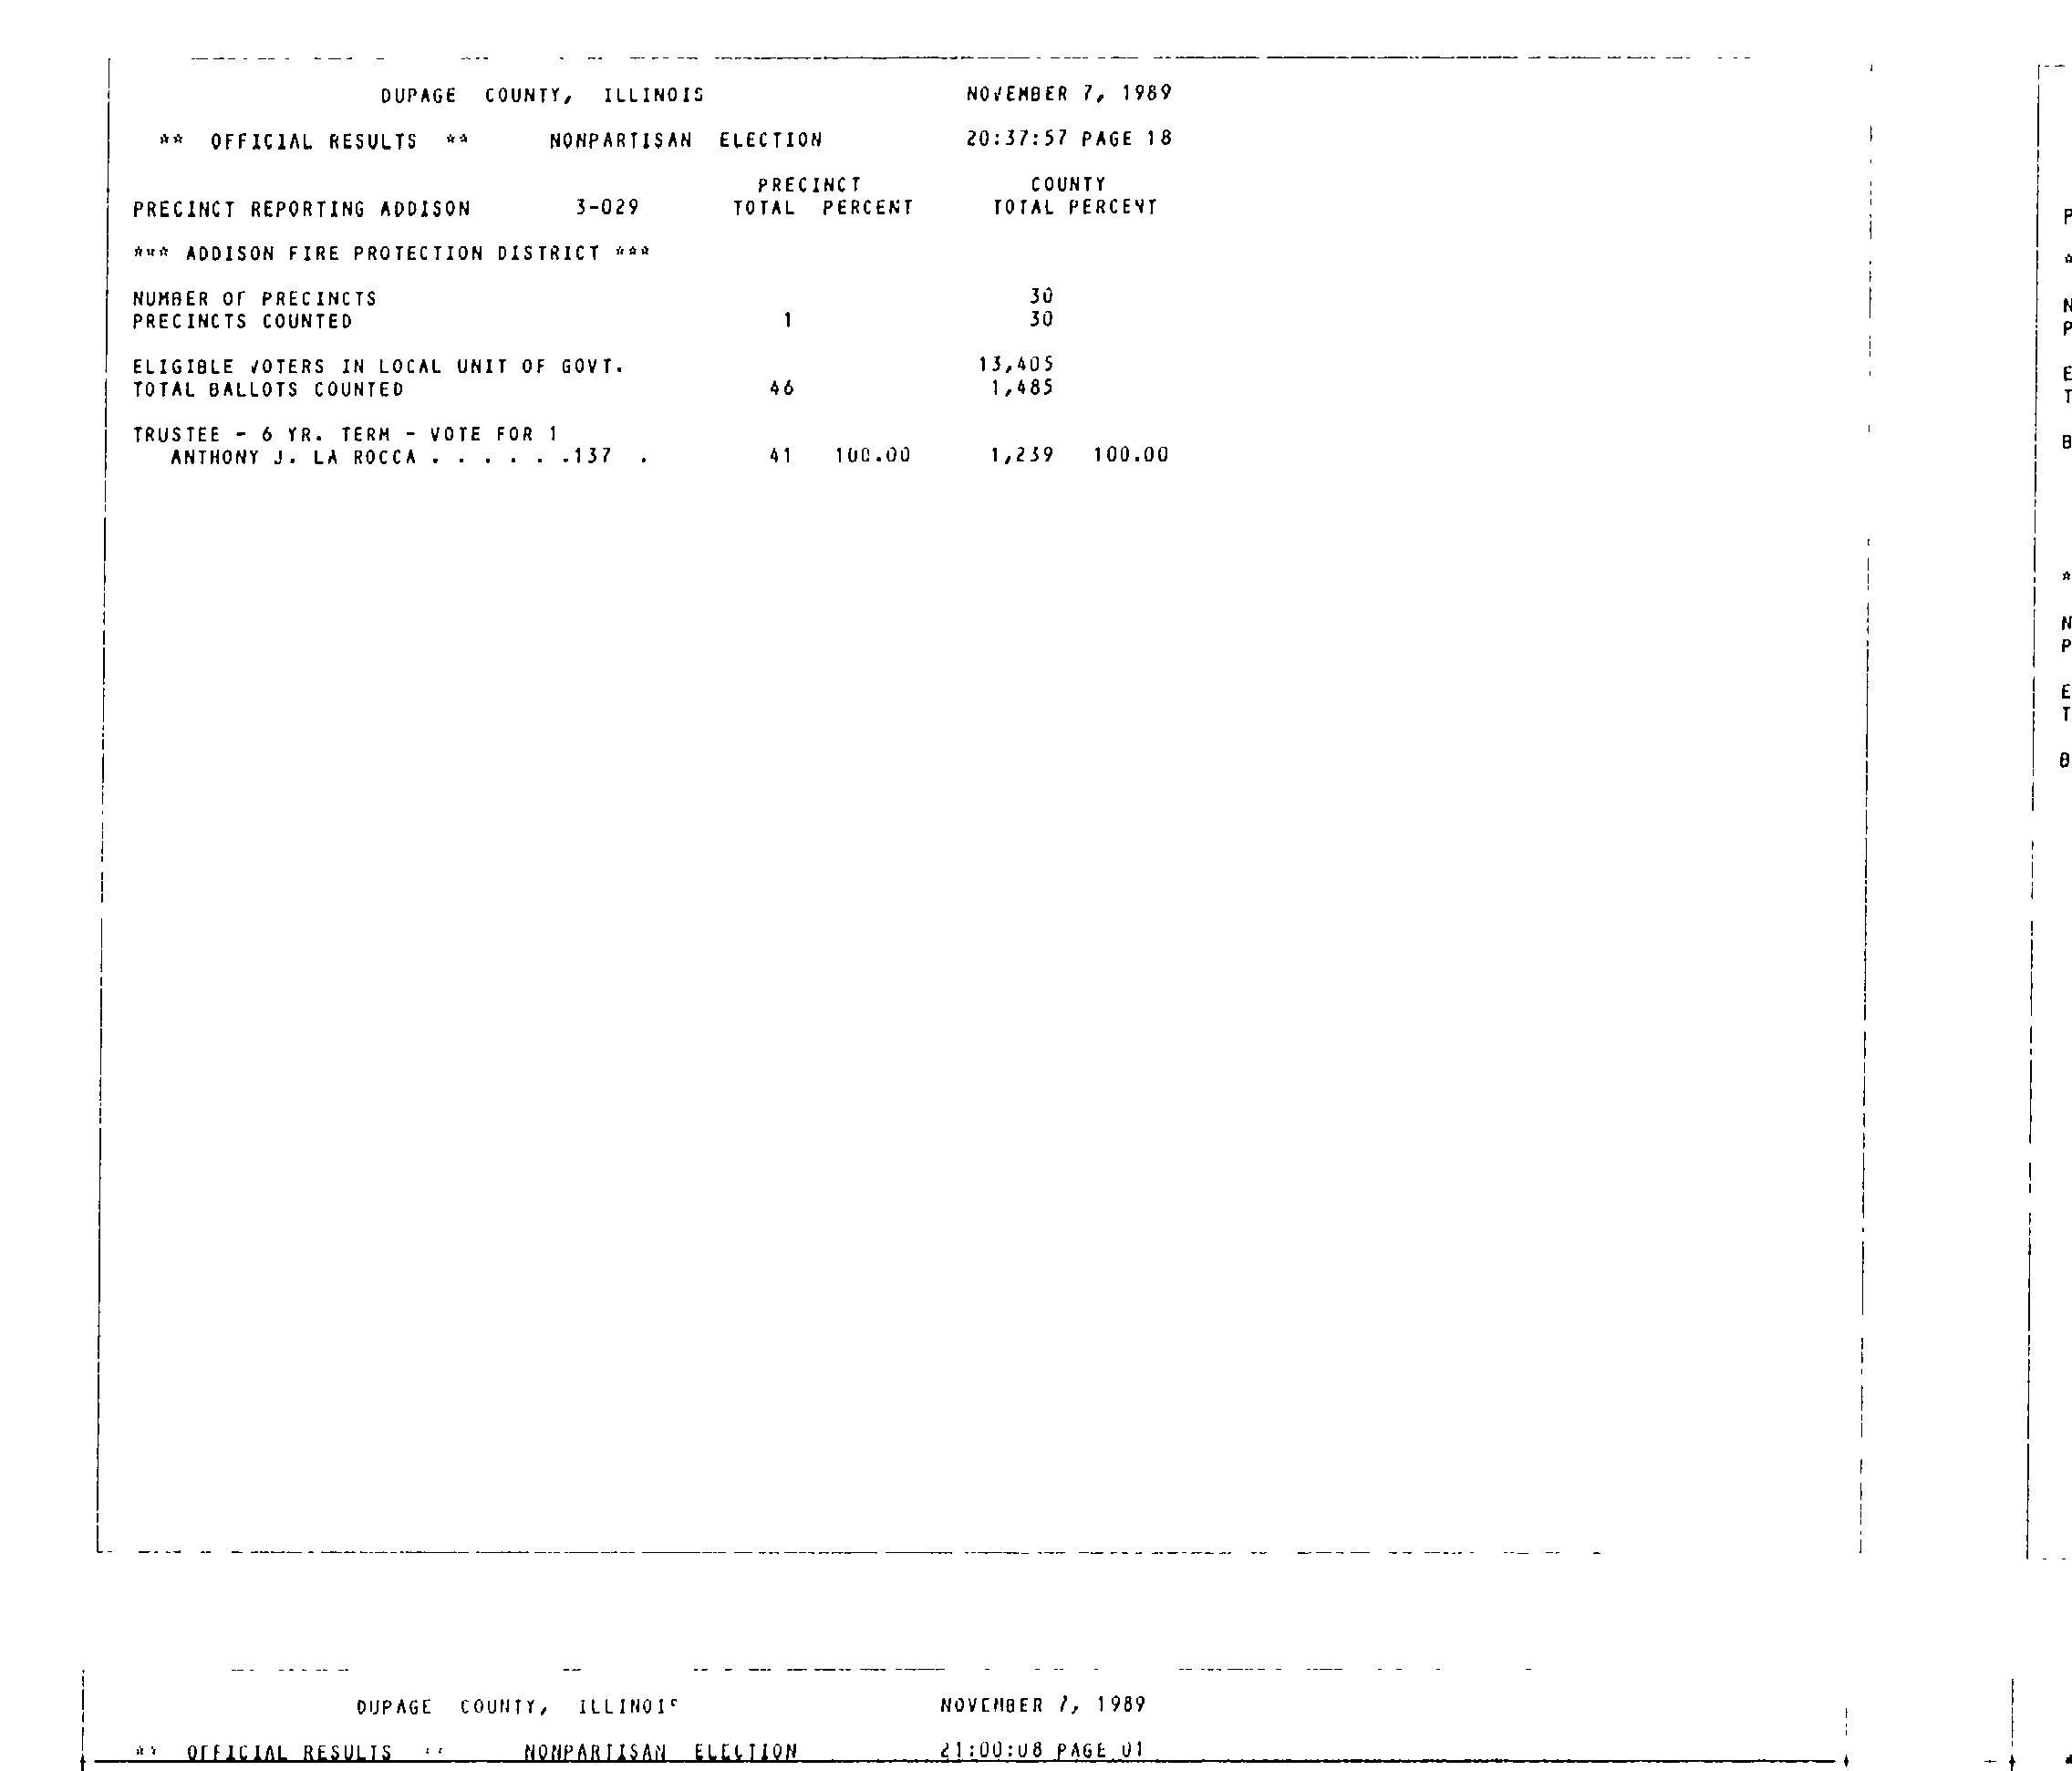 DUPAGE COUNTY, ILLINOIS NOVEMBER 7, 1989
** OFFICIAL RESULTS ** NONPARTISAN ELECTION 20:37:57 PAGE 18
PRECINCT COUNTY
PRECINCT REPORTING ADDISON 3-029 TOTAL PERCENT TOTAL PERCENT
*** ADDISON FIRE PROTECTION DISTRICT ***
NUMBER OF PRECINCTS 30
PRECINCTS COUNTED 1 30
ELIGIBLE VOTERS IN LOCAL UNIT OF GOVT. 13,405
TOTAL BALLOTS COUNTED 46 1,485
TRUSTEE - 6 YR. TERM - VOTE FOR 1
ANTHONY J. LA ROCCA . . . . . .137 . 41 100.00 1,239 100.00
P
*
N
P
E
T
B
*
N
P
E
T
B
DUPAGE COUNTY, ILLINOIS NOVEMBER 7, 1989
** OFFICIAL RESULTS ** NONPARTISAN ELECTION 21:00:08 PAGE 01